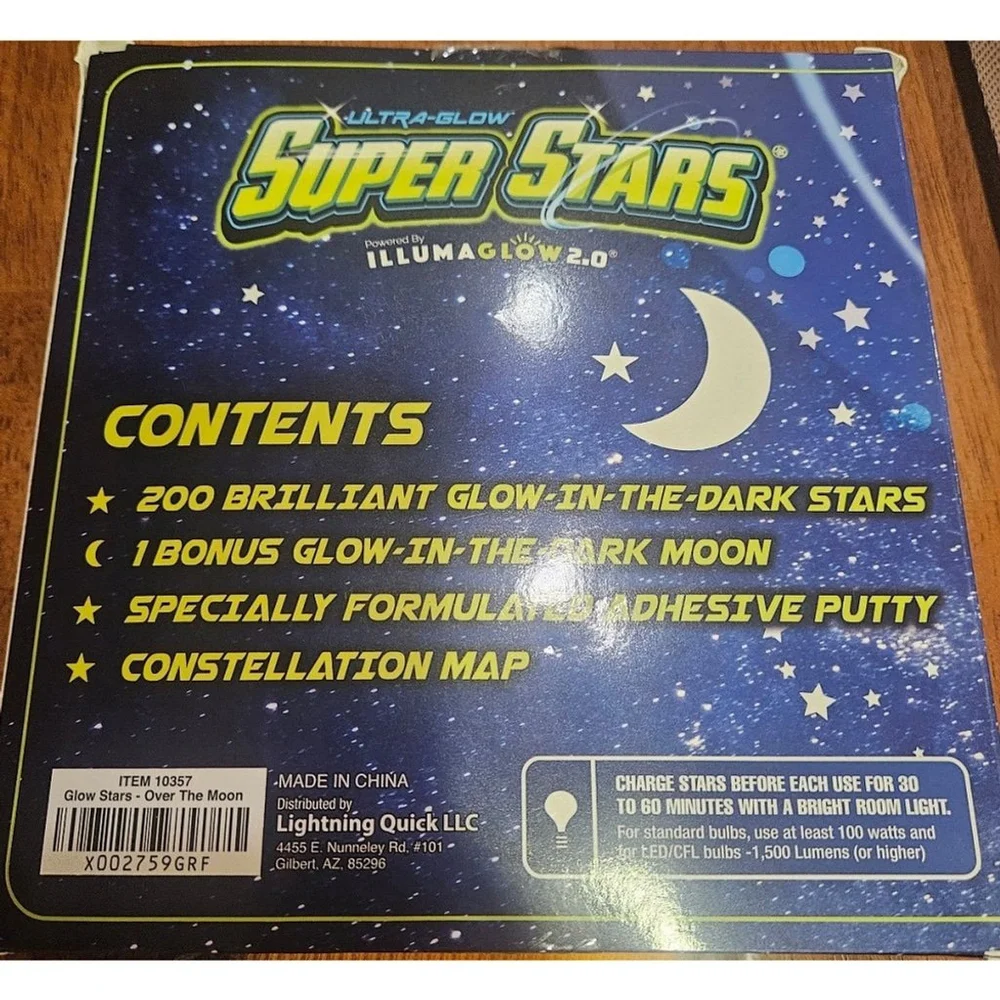 ULTRA-GLOW™
SUPER STARS®
Powered By
ILLUMAGLOW 2.0®
CONTENTS
200 BRILLIANT GLOW-IN-THE-DARK STARS
1 BONUS GLOW-IN-THE-DARK MOON
SPECIALLY FORMULATED ADHESIVE PUTTY
CONSTELLATION MAP
ITEM 10357
Glow Stars - Over The Moon
X002759GRF
MADE IN CHINA
Distributed by
Lightning Quick LLC
4455 E. Nunneley Rd, #101
Gilbert, AZ, 85296
CHARGE STARS BEFORE EACH USE FOR 30
TO 60 MINUTES WITH A BRIGHT ROOM LIGHT.
For standard bulbs, use at least 100 watts and
for LED/CFL bulbs -1,500 Lumens (or higher)